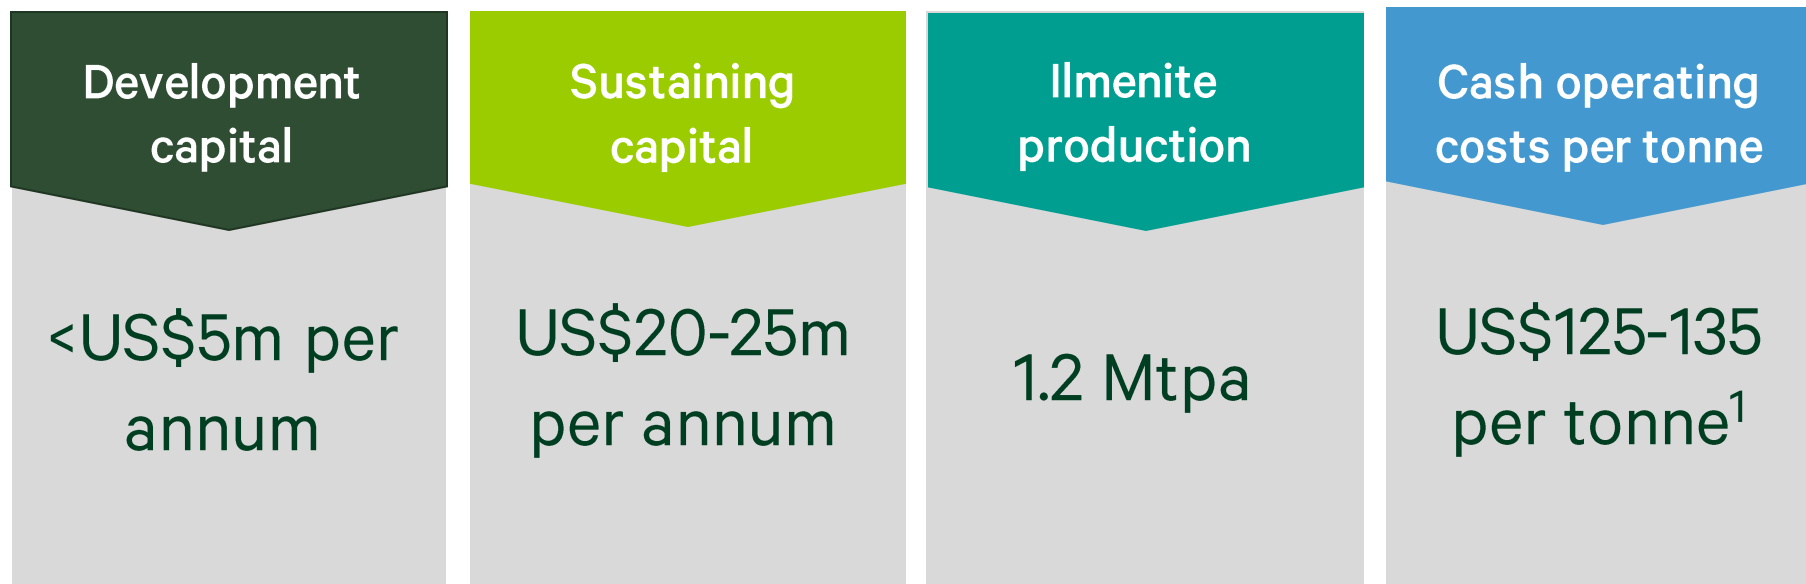 Development
capital
<US$5m per
annum
Sustaining
capital
US$20-25m
per annum
Ilmenite
production
1.2 Mtpa
Cash operating
costs per tonne
US$125-135
per tonne¹